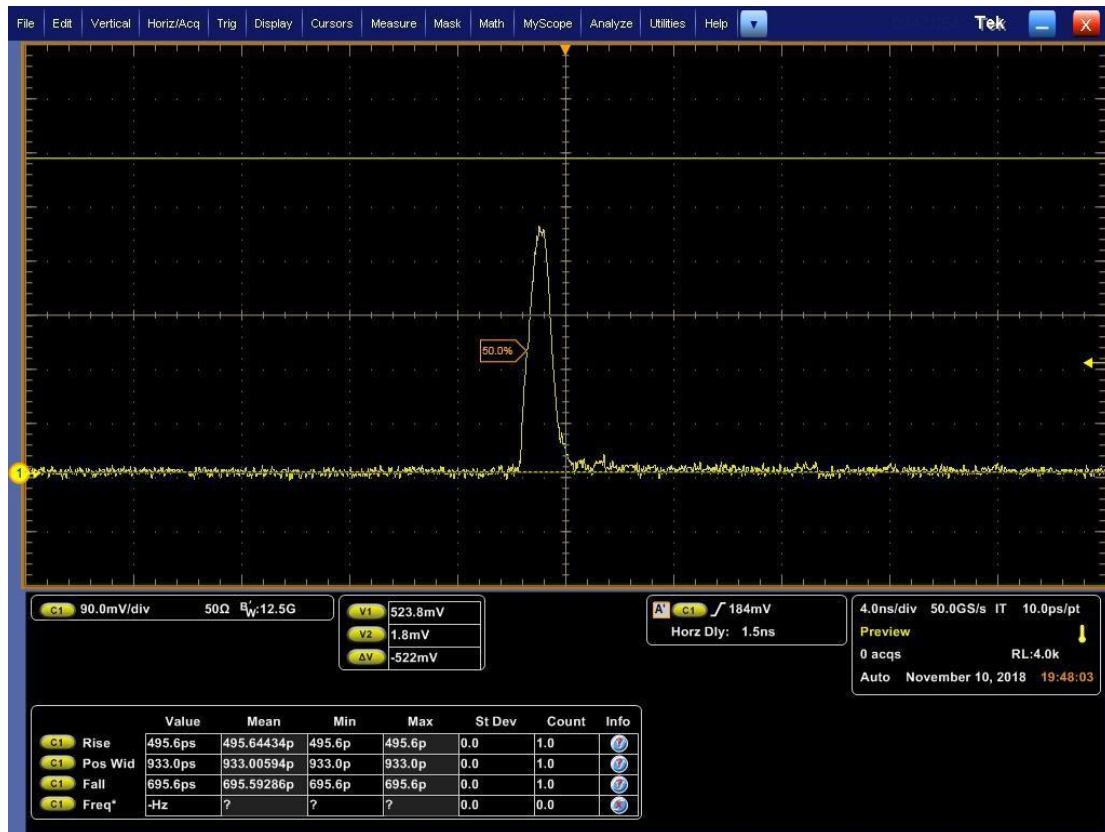 File Edit Vertical Horiz/Acq Trig Display Cursors Measure Mask Math MyScope Analyze Utilities Help Tek X
50.0%
1
C1 90.0mV/div 50Ω BW:12.5G
V1 523.8mV
V2 1.8mV
ΔV -522mV
A' C1 184mV
Horz Dly: 1.5ns
4.0ns/div 50.0GS/s IT 10.0ps/pt
Preview
0 acqs RL:4.0k
Auto November 10, 2018 19:48:03
Value Mean Min Max St Dev Count Info
C1 Rise 495.6ps 495.64434p 495.6p 495.6p 0.0 1.0
C1 Pos Wid 933.0ps 933.00594p 933.0p 933.0p 0.0 1.0
C1 Fall 695.6ps 695.59286p 695.6p 695.6p 0.0 1.0
C1 Freq* -Hz ? ? ? 0.0 0.0